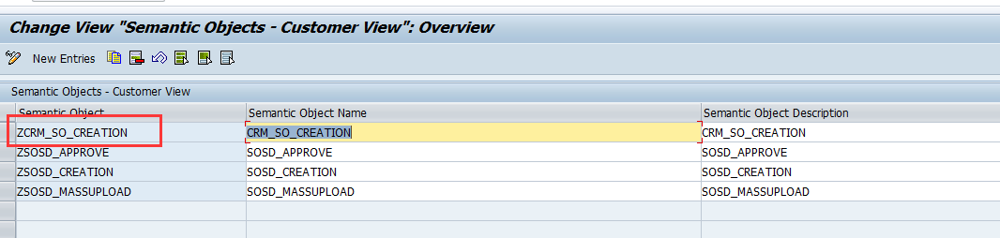 Change View "Semantic Objects - Customer View": Overview
New Entries
Semantic Objects - Customer View
Semantic Object Semantic Object Name Semantic Object Description
ZCRM_SO_CREATION CRM_SO_CREATION CRM_SO_CREATION
ZSOSD_APPROVE SOSD_APPROVE SOSD_APPROVE
ZSOSD_CREATION SOSD_CREATION SOSD_CREATION
ZSOSD_MASSUPLOAD SOSD_MASSUPLOAD SOSD_MASSUPLOAD